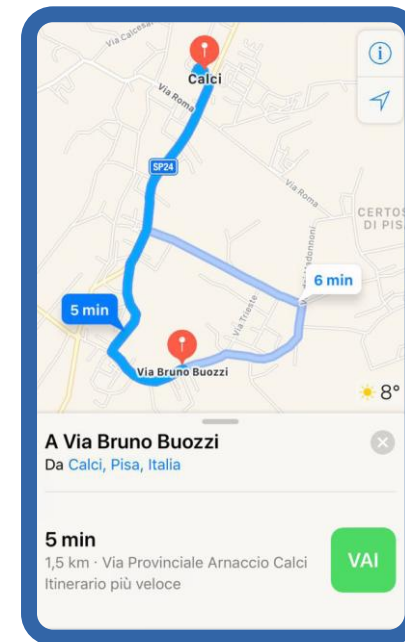 Via Calcesa
Calci
Via Roma
SP24
Via Roma
CERTOS
DI PIS
6 min
5 min
Via Trieste
Via Bruno Buozzi
8°
A Via Bruno Buozzi
Da Calci, Pisa, Italia
5 min
1,5 km · Via Provinciale Arnaccio Calci
Itinerario più veloce
VAI